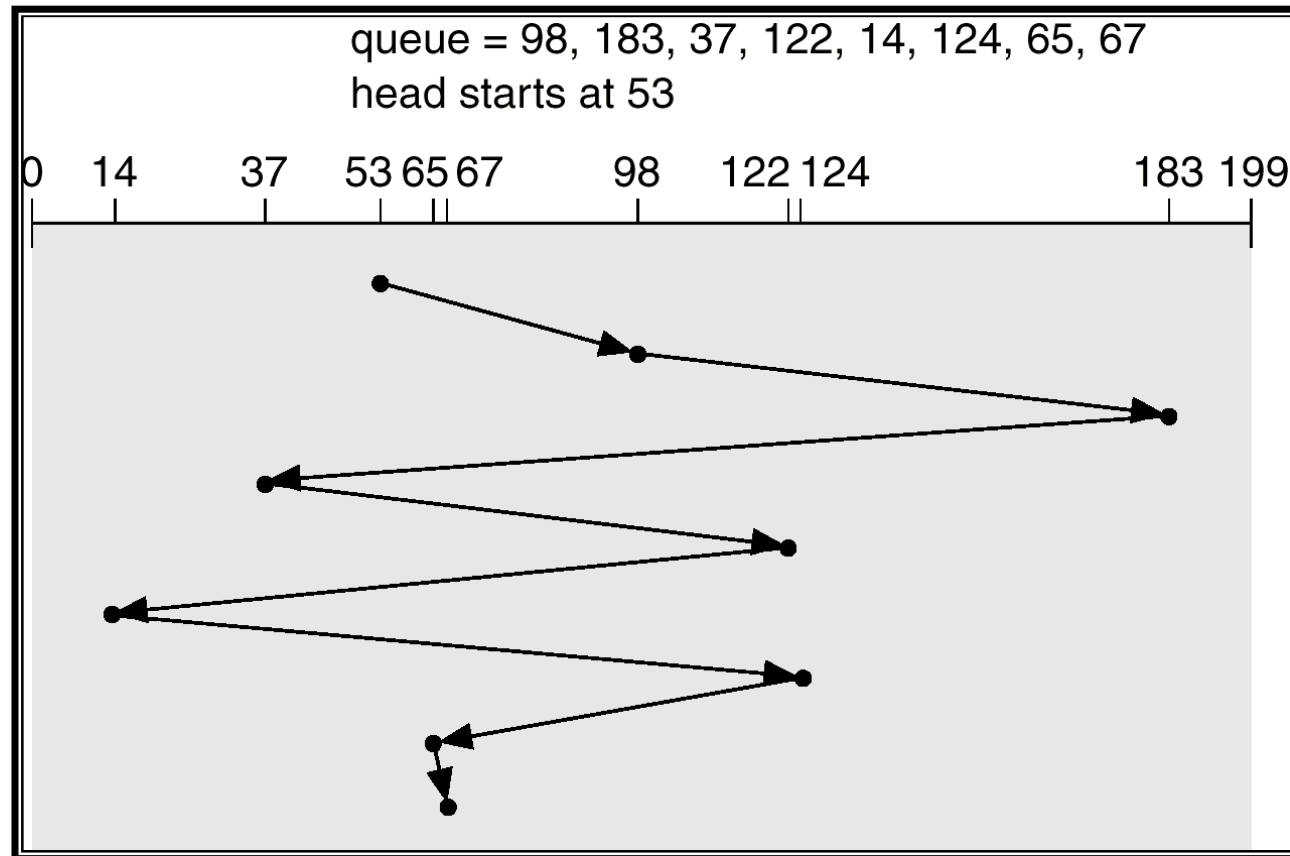 queue = 98, 183, 37, 122, 14, 124, 65, 67
head starts at 53
0 14 37 53 65 67 98 122 124 183 199